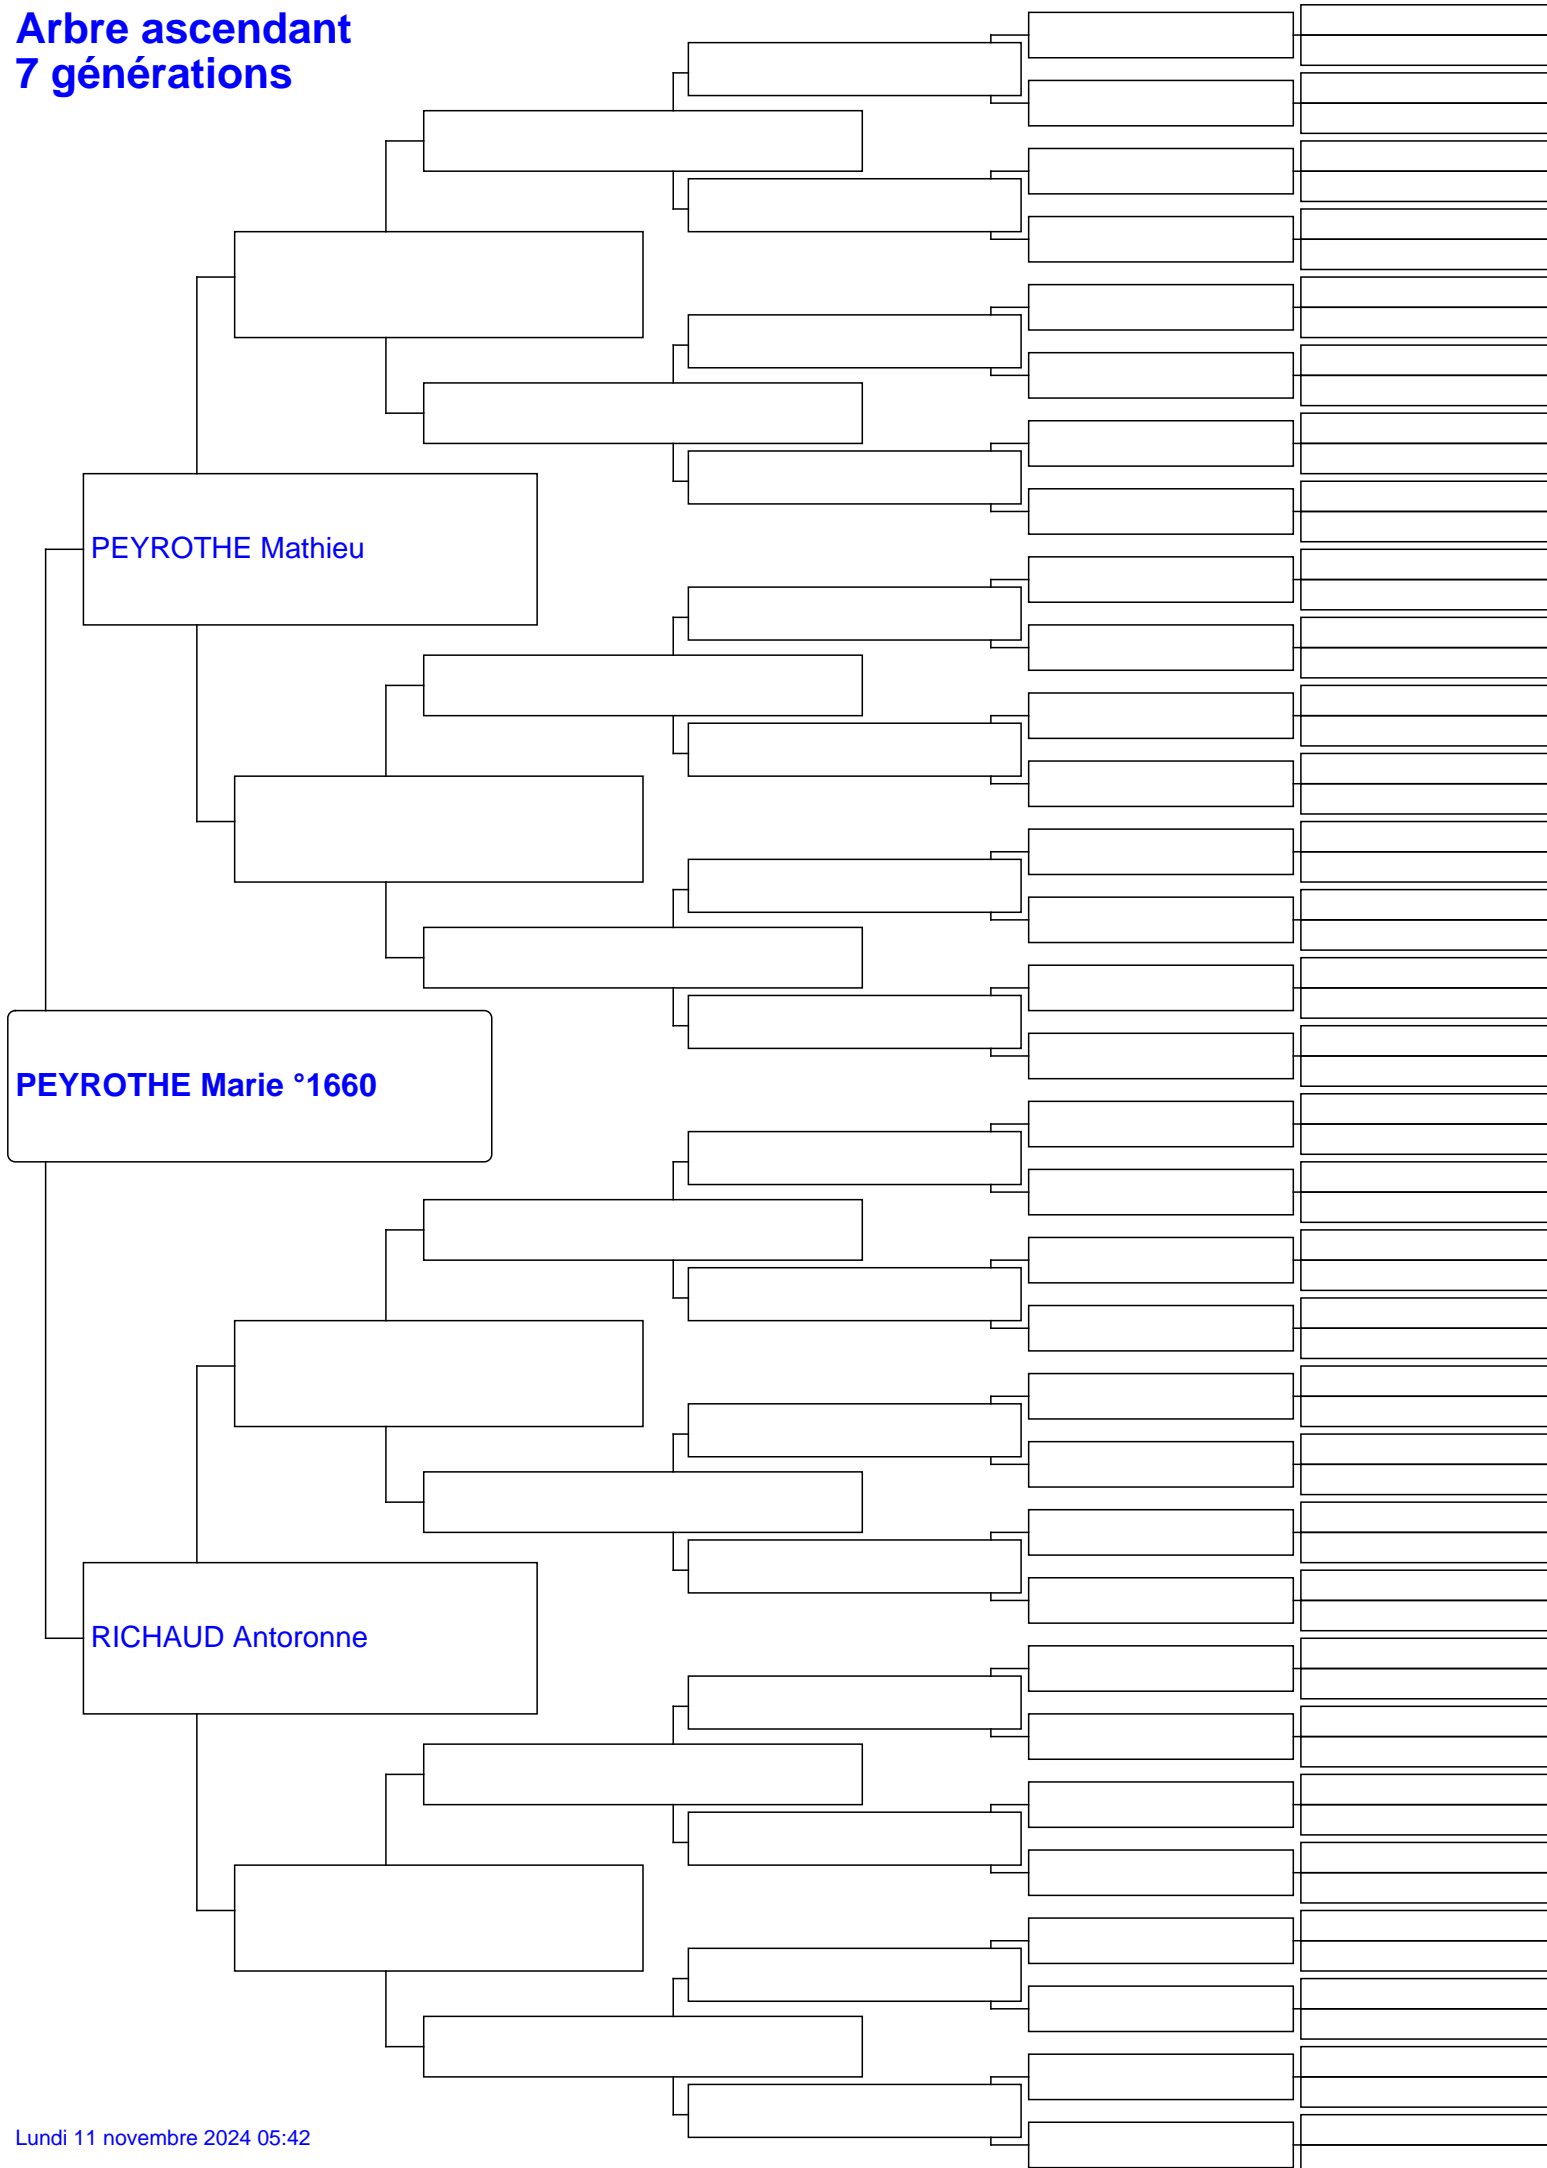 Arbre ascendant
7 générations
PEYROTHE Mathieu
PEYROTHE Marie °1660
RICHAUD Antoronne
Lundi 11 novembre 2024 05:42